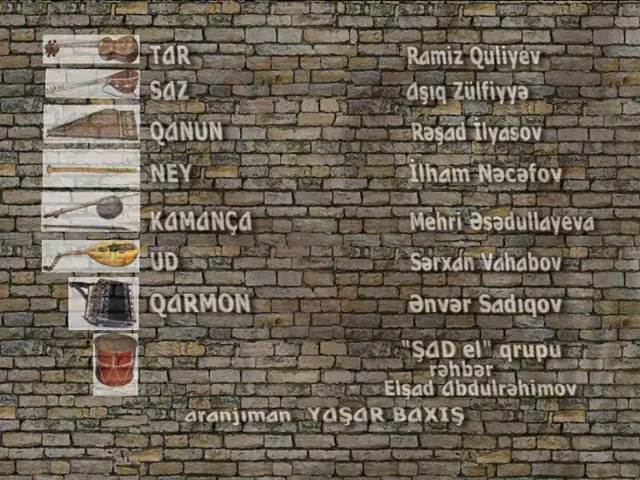 TAR Ramiz Quliyev
SAZ Aşıq Zülfiyyə
QANUN Rəşad İlyasov
NEY İlham Nəcəfov
KAMANÇA Mehri Əsədullayeva
UD Sərxan Vahabov
QARMON Ənvər Sadıqov
"ŞAD el" qrupu
rəhbər
Elşad Abdulrəhimov
aranjıman YAŞAR BAXIŞ